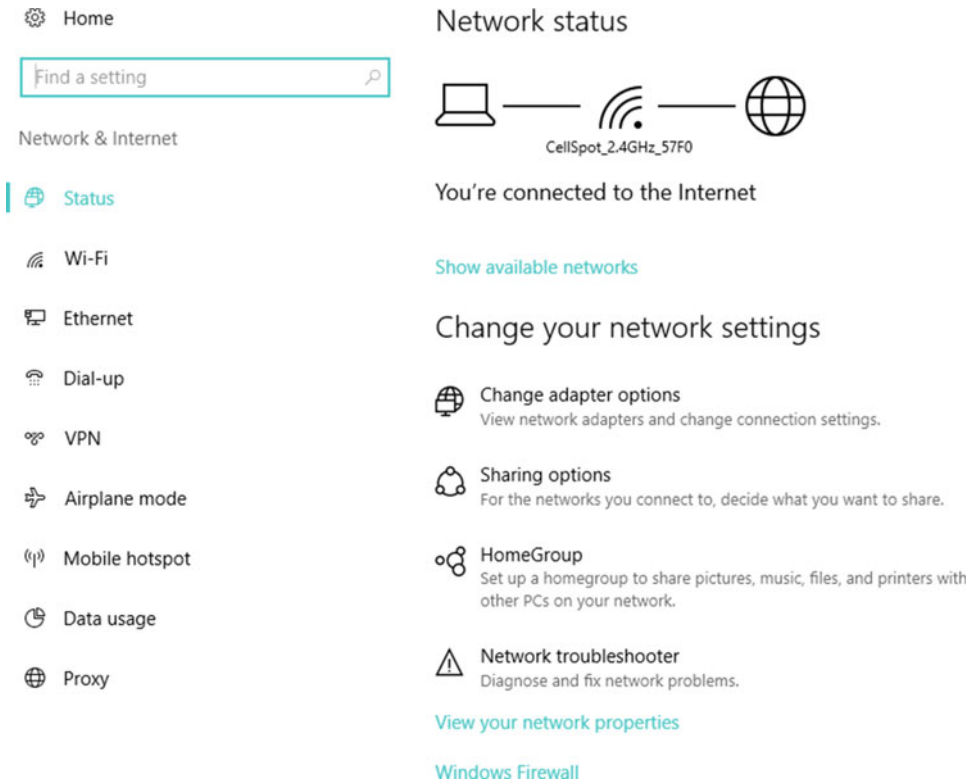 Home
Find a setting
Network & Internet
Status
Wi-Fi
Ethernet
Dial-up
VPN
Airplane mode
Mobile hotspot
Data usage
Proxy
Network status
CellSpot_2.4GHz_57F0
You're connected to the Internet
Show available networks
Change your network settings
Change adapter options
View network adapters and change connection settings.
Sharing options
For the networks you connect to, decide what you want to share.
HomeGroup
Set up a homegroup to share pictures, music, files, and printers with
other PCs on your network.
Network troubleshooter
Diagnose and fix network problems.
View your network properties
Windows Firewall